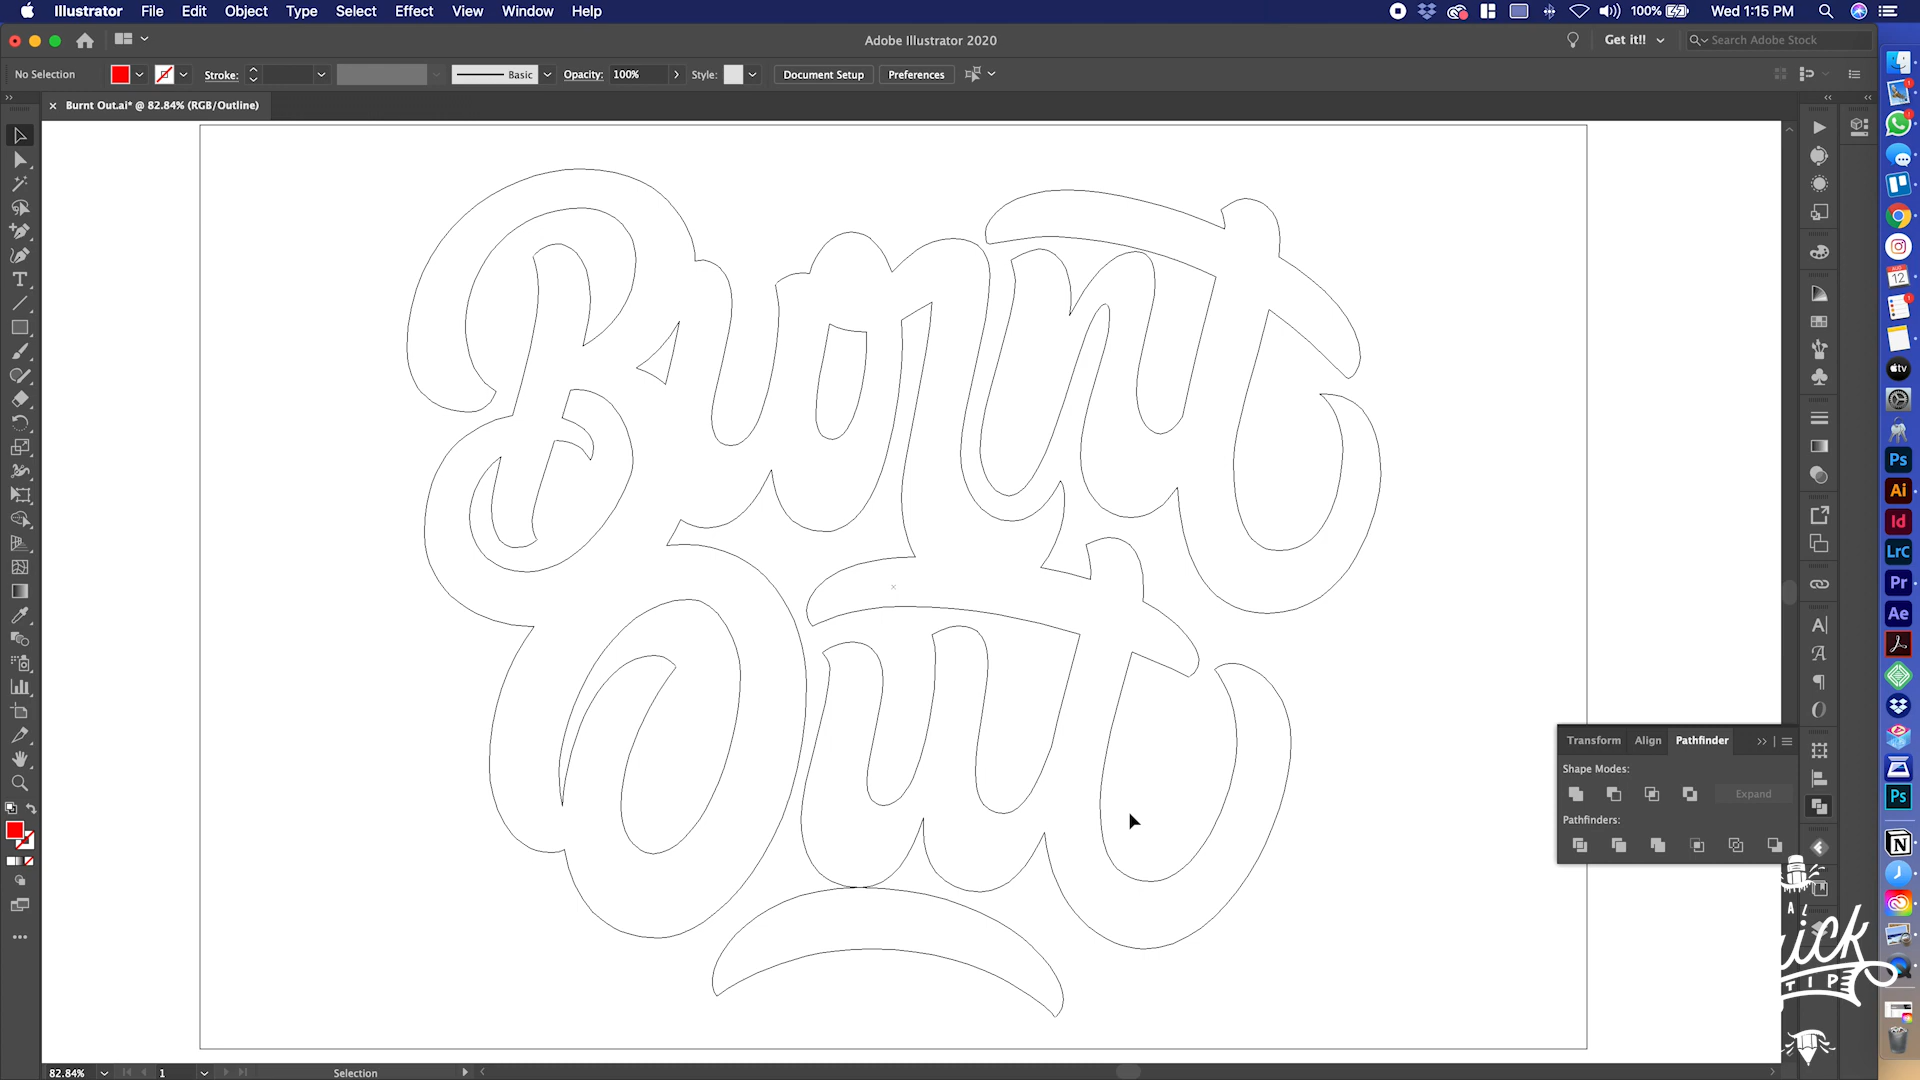 Illustrator File Edit Object Type Select Effect View Window Help 100% Wed 1:15 PM
Adobe Illustrator 2020 Get it!! Search Adobe Stock
No Selection Stroke: Basic Opacity: 100% Style: Document Setup Preferences
× Burnt Out.ai* @ 82.84% (RGB/Outline)
Burnt
Out
Transform Align Pathfinder
Shape Modes:
Expand
Pathfinders:
TIP
82.84% 1 Selection